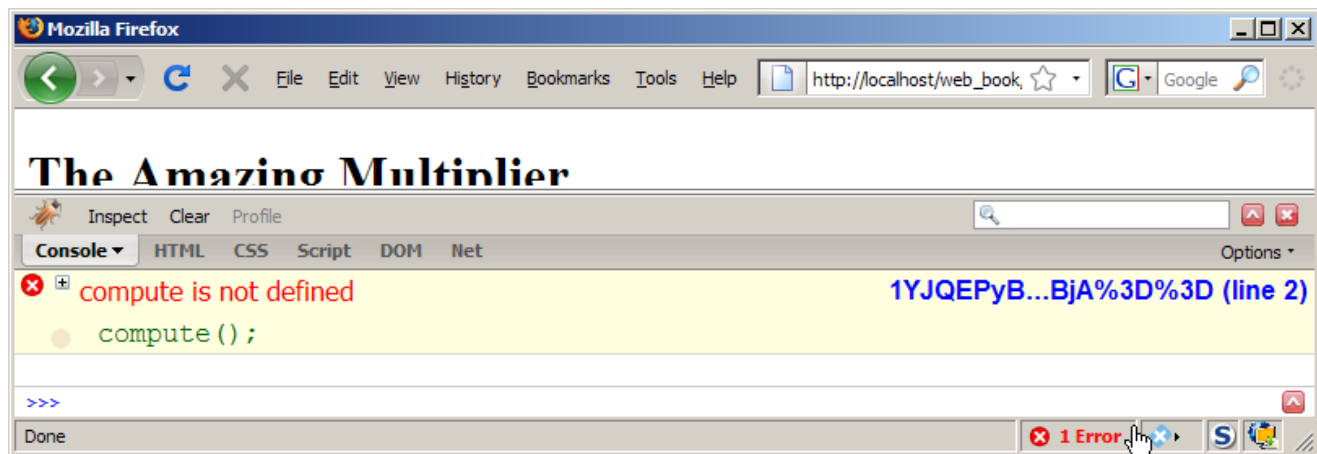 Mozilla Firefox
File Edit View History Bookmarks Tools Help http://localhost/web_book, G Google
The Amazing Multiplier
Inspect Clear Profile
Console HTML CSS Script DOM Net Options
compute is not defined 1YJQEPyB...BjA%3D%3D (line 2)
compute();
>>>
Done 1 Error S